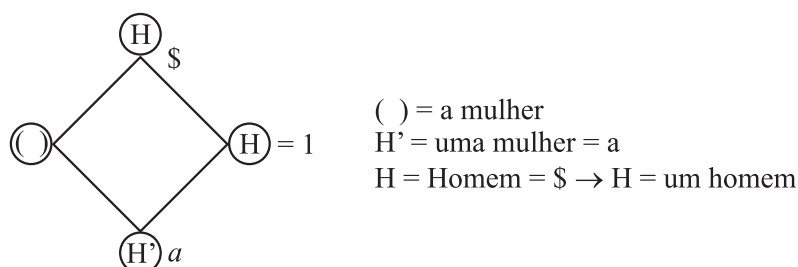 H
$
( )
H = 1
H’ a
( ) = a mulher
H’ = uma mulher = a
H = Homem = $ → H = um homem